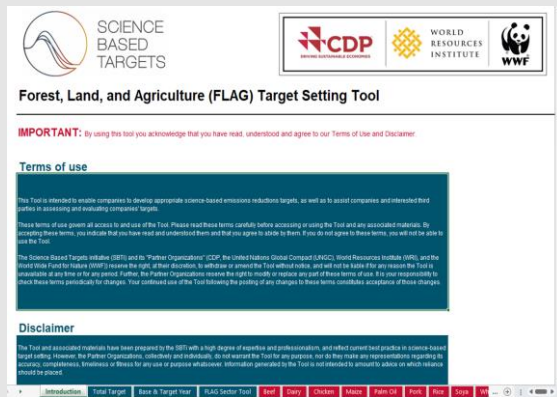 SCIENCE
BASED
TARGETS
CDP
DRIVING SUSTAINABLE ECONOMIES
WORLD
RESOURCES
INSTITUTE
WWF
Forest, Land, and Agriculture (FLAG) Target Setting Tool
IMPORTANT: By using this tool you acknowledge that you have read, understood and agree to our Terms of Use and Disclaimer
Terms of use
This Tool is intended to enable companies to develop appropriate science-based emissions reductions targets, as well as to assist companies and interested third
parties in assessing and evaluating companies' targets.
These terms of use govern all access to and use of the Tool. Please read these terms carefully before accessing or using the Tool and any associated materials. By
accepting these terms, you indicate that you have read and understood them and that you agree to abide by them. If you do not agree to these terms, you will not be able to
use the Tool.
The Science Based Targets initiative (SBTi) and its "Partner Organizations" (CDP, the United Nations Global Compact (UNGC), World Resources Institute (WRI), and the
World Wide Fund for Nature (WWF)) reserve the right, at their discretion, to withdraw or amend the Tool without notice, and will not be liable if for any reason the Tool is
unavailable at any time or for any period. Further, the Partner Organizations reserve the right to modify or replace any part of these terms of use. It is your responsibility to
check these terms periodically for changes. Your continued use of the Tool following the posting of any changes to these terms constitutes acceptance of those changes.
Disclaimer
The Tool and associated materials have been prepared by the SBTi with a high degree of expertise and professionalism, and reflect current best practice in science-based
target setting. However, the Partner Organizations, collectively and individually, do not warrant the Tool for any purpose, nor do they make any representations regarding its
accuracy, completeness, timeliness or fitness for any use or purpose whatsoever. Information generated by the Tool is not intended to amount to advice on which reliance
should be placed.
Introduction Total Target Base & Target Year FLAG Sector Tool Beef Dairy Chicken Maize Palm Oil Pork Rice Soya Wh ...